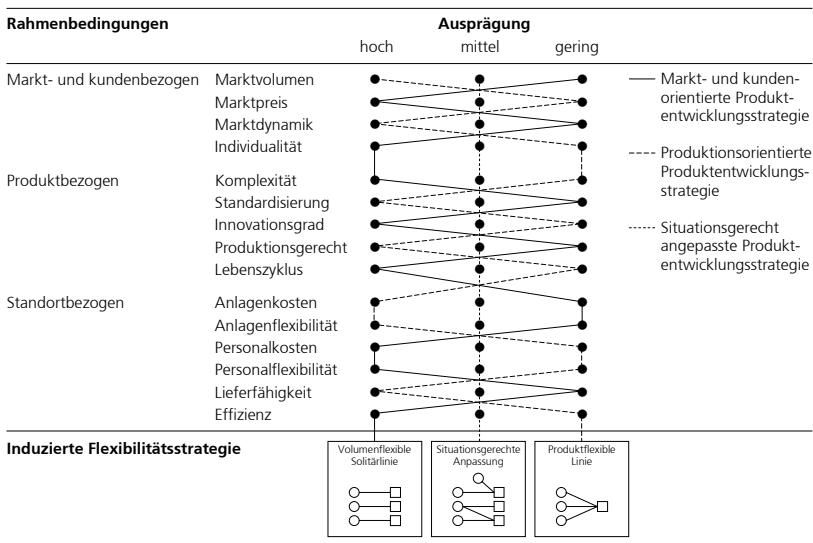 Rahmenbedingungen
Ausprägung
hoch mittel gering
Markt- und kundenbezogen Marktvolumen
Marktpreis
Marktdynamik
Individualität
Produktbezogen Komplexität
Standardisierung
Innovationsgrad
Produktionsgerecht
Lebenszyklus
Standortbezogen Anlagenkosten
Anlagenflexibilität
Personalkosten
Personalflexibilität
Lieferfähigkeit
Effizienz
Markt- und kunden-
orientierte Produkt-
entwicklungsstrategie
Produktionsorientierte
Produktentwicklungs-
strategie
Situationsgerecht
angepasste Produkt-
entwicklungsstrategie
Induzierte Flexibilitätsstrategie
Volumenflexible
Solitärlinie
Situationsgerechte
Anpassung
Produktflexible
Linie